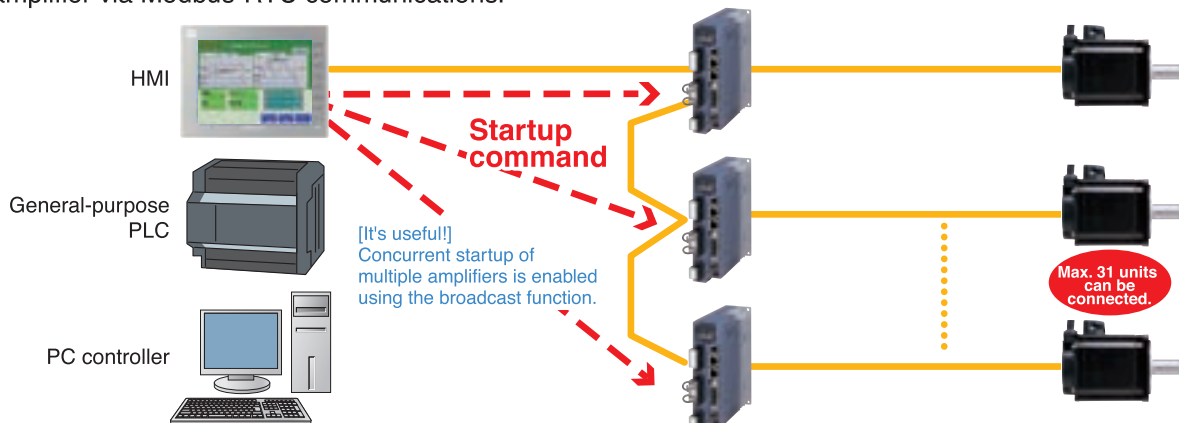 amplifier via Modbus-RTU communications.
HMI
Startup
command
General-purpose
PLC
[It's useful!]
Concurrent startup of
multiple amplifiers is enabled
using the broadcast function.
Max. 31 units
can be
connected.
PC controller